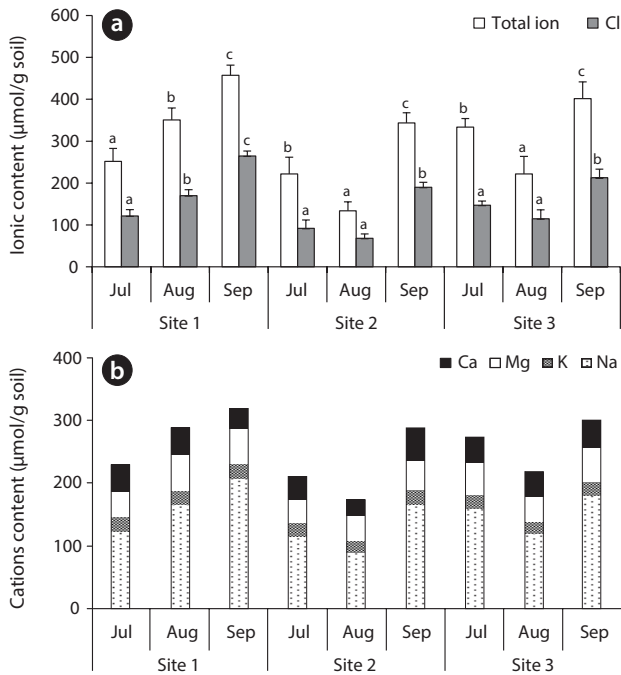 a
Total ion Cl
Ionic content (μmol/g soil)
600
500
400
300
200
100
0
a
a
b
b
c
c
b
a
a
a
c
b
b
a
a
a
c
b
Jul Aug Sep Jul Aug Sep Jul Aug Sep
Site 1 Site 2 Site 3
b
Ca Mg K Na
Cations content (μmol/g soil)
400
300
200
100
0
Jul Aug Sep Jul Aug Sep Jul Aug Sep
Site 1 Site 2 Site 3